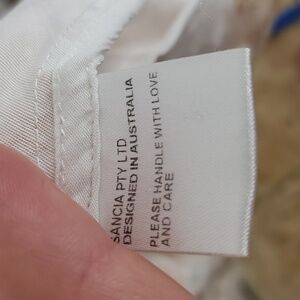 SANCIA PTY LTD
DESIGNED IN AUSTRALIA
PLEASE HANDLE WITH LOVE
AND CARE